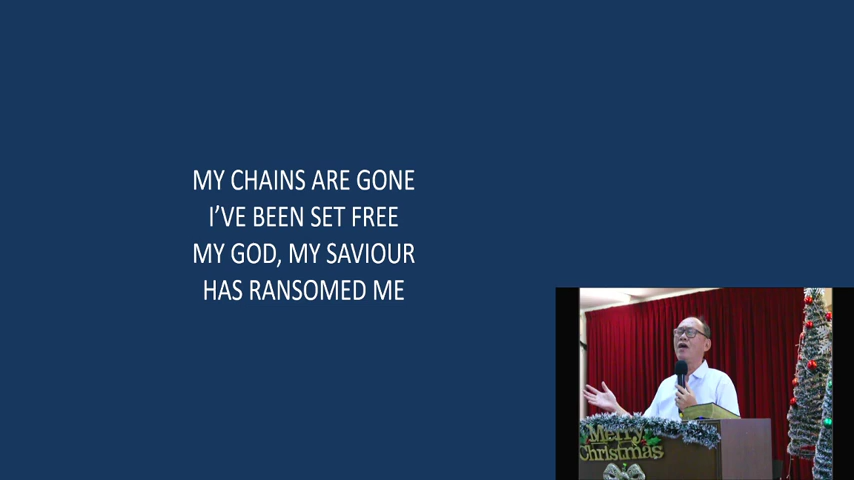 MY CHAINS ARE GONE
I’VE BEEN SET FREE
MY GOD, MY SAVIOUR
HAS RANSOMED ME
Merry
Christmas